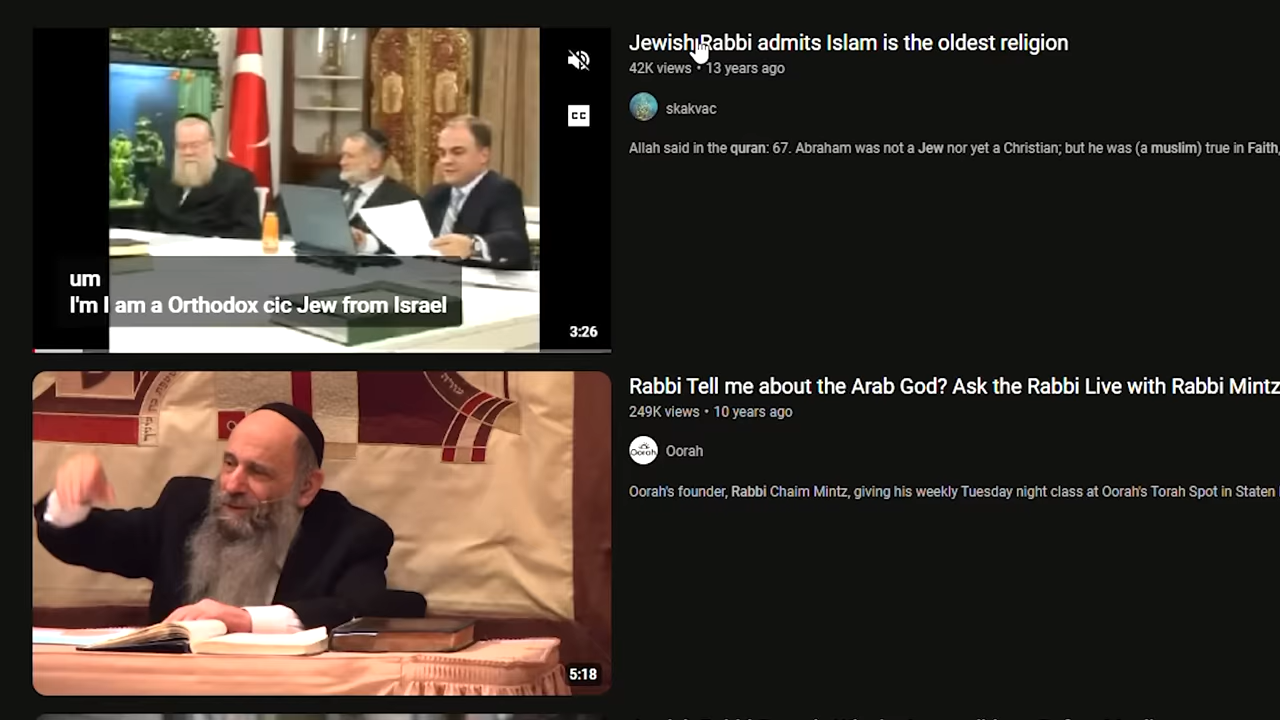 Jewish Rabbi admits Islam is the oldest religion
42K views • 13 years ago
skakvac
Allah said in the quran: 67. Abraham was not a Jew nor yet a Christian; but he was (a muslim) true in Faith,
CC
um
I'm I am a Orthodox cic Jew from Israel
3:26
Rabbi Tell me about the Arab God? Ask the Rabbi Live with Rabbi Mintz
249K views • 10 years ago
Oorah
Oorah
Oorah's founder, Rabbi Chaim Mintz, giving his weekly Tuesday night class at Oorah's Torah Spot in Staten
5:18